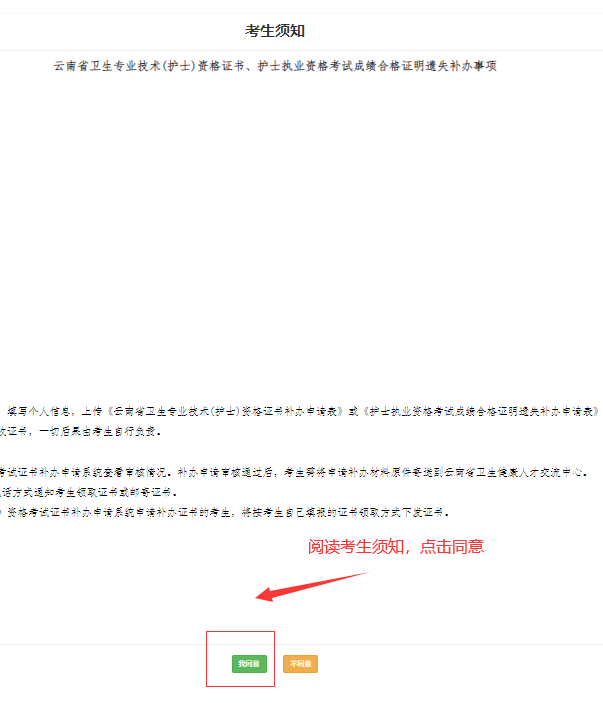 考生须知
云南省卫生专业技术(护士)资格证书、护士执业资格考试成绩合格证明遗失补办事项
填写个人信息，上传《云南省卫生专业技术(护士)资格证书补办申请表》或《护士执业资格考试成绩合格证明遗失补办申请表》
收证书，一切后果由考生自行负责。
考试证书补办申请系统查看审核情况。补办申请审核通过后，考生需将申请补办材料原件寄送到云南省卫生健康人才交流中心。
话方式通知考生领取证书或邮寄证书。
）资格考试证书补办申请系统申请补办证书的考生，将按考生自己填报的证书领取方式下发证书。
阅读考生须知，点击同意
我同意 不同意